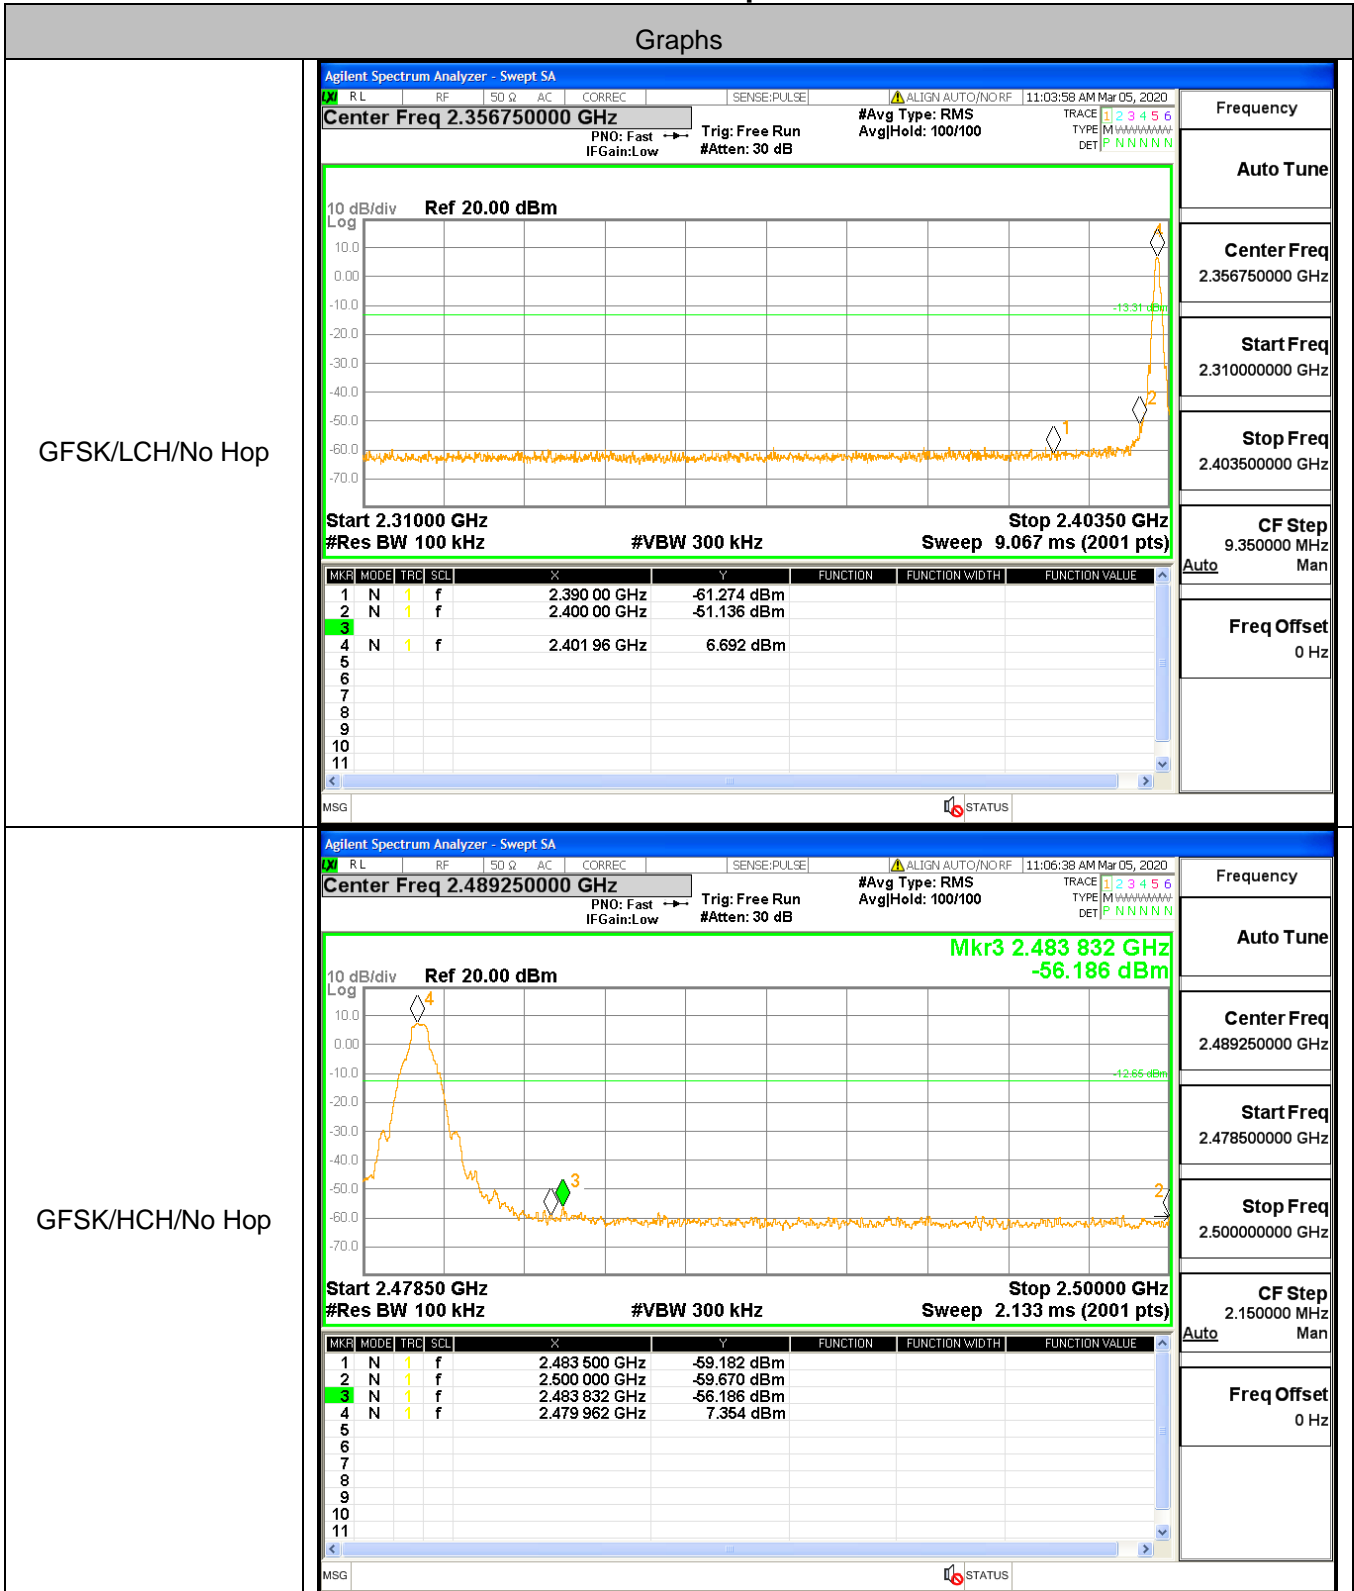 Graphs
GFSK/LCH/No Hop
Agilent Spectrum Analyzer - Swept SA
LXI RL RF 50 Ω AC CORREC SENSE:PULSE ALIGN AUTO/NO RF 11:03:58 AM Mar 05, 2020
Center Freq 2.356750000 GHz
PNO: Fast
IFGain:Low
Trig: Free Run
#Atten: 30 dB
#Avg Type: RMS
Avg|Hold: 100/100
TRACE 1 2 3 4 5 6
TYPE M WWWWW
DET P N N N N N
10 dB/div Ref 20.00 dBm
Log
10.0
0.00
-10.0
-20.0
-30.0
-40.0
-50.0
-60.0
-70.0
-13.31 dBm
4
2
1
Start 2.31000 GHz Stop 2.40350 GHz
#Res BW 100 kHz #VBW 300 kHz Sweep 9.067 ms (2001 pts)
MKR MODE TRC SCL X Y FUNCTION FUNCTION WIDTH FUNCTION VALUE
1 N 1 f 2.390 00 GHz -61.274 dBm
2 N 1 f 2.400 00 GHz -51.136 dBm
3
4 N 1 f 2.401 96 GHz 6.692 dBm
5
6
7
8
9
10
11
MSG STATUS
Frequency
Auto Tune
Center Freq
2.356750000 GHz
Start Freq
2.310000000 GHz
Stop Freq
2.403500000 GHz
CF Step
9.350000 MHz
Auto Man
Freq Offset
0 Hz
GFSK/HCH/No Hop
Agilent Spectrum Analyzer - Swept SA
LXI RL RF 50 Ω AC CORREC SENSE:PULSE ALIGN AUTO/NO RF 11:06:38 AM Mar 05, 2020
Center Freq 2.489250000 GHz
PNO: Fast
IFGain:Low
Trig: Free Run
#Atten: 30 dB
#Avg Type: RMS
Avg|Hold: 100/100
TRACE 1 2 3 4 5 6
TYPE M WWWWW
DET P N N N N N
Mkr3 2.483 832 GHz
-56.186 dBm
10 dB/div Ref 20.00 dBm
Log
10.0
0.00
-10.0
-20.0
-30.0
-40.0
-50.0
-60.0
-70.0
4
-12.65 dBm
3
2
Start 2.47850 GHz Stop 2.50000 GHz
#Res BW 100 kHz #VBW 300 kHz Sweep 2.133 ms (2001 pts)
MKR MODE TRC SCL X Y FUNCTION FUNCTION WIDTH FUNCTION VALUE
1 N 1 f 2.483 500 GHz -59.182 dBm
2 N 1 f 2.500 000 GHz -59.670 dBm
3 N 1 f 2.483 832 GHz -56.186 dBm
4 N 1 f 2.479 962 GHz 7.354 dBm
5
6
7
8
9
10
11
MSG STATUS
Frequency
Auto Tune
Center Freq
2.489250000 GHz
Start Freq
2.478500000 GHz
Stop Freq
2.500000000 GHz
CF Step
2.150000 MHz
Auto Man
Freq Offset
0 Hz